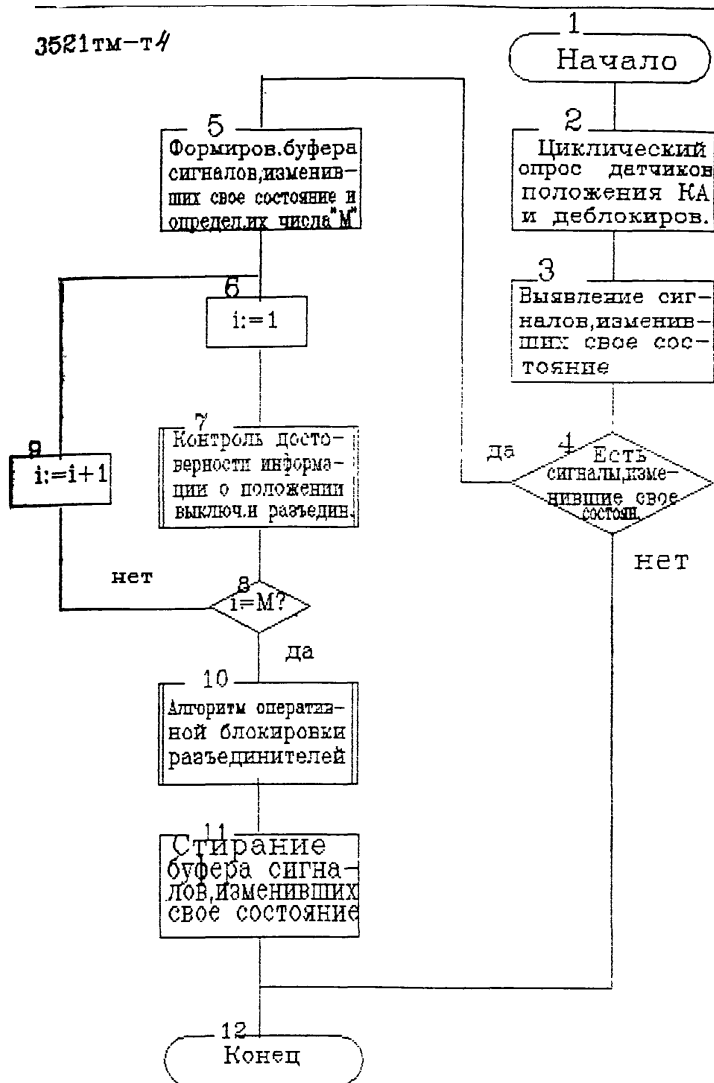 3521тм-т4
1
Начало
2
Циклический
опрос датчиков
положения КА
и деблокиров.
3
Выявление сиг-
налов,изменив-
ших свое сос-
тояние
4
Есть
сигналы,изме-
нившие свое
состоян.
да
нет
5
Формиров.буфера
сигналов,изменив-
ших свое состояние и
определ.их числа"М"
6
i:=1
7
Контроль досто-
верности информа-
ции о положении
выключ.и разъедин.
8
i=М?
нет
да
9
i:=i+1
10
Алгоритм оператив-
ной блокировки
разъединителей
11
Стирание
буфера сигна-
лов,изменивших
свое состояние
12
Конец